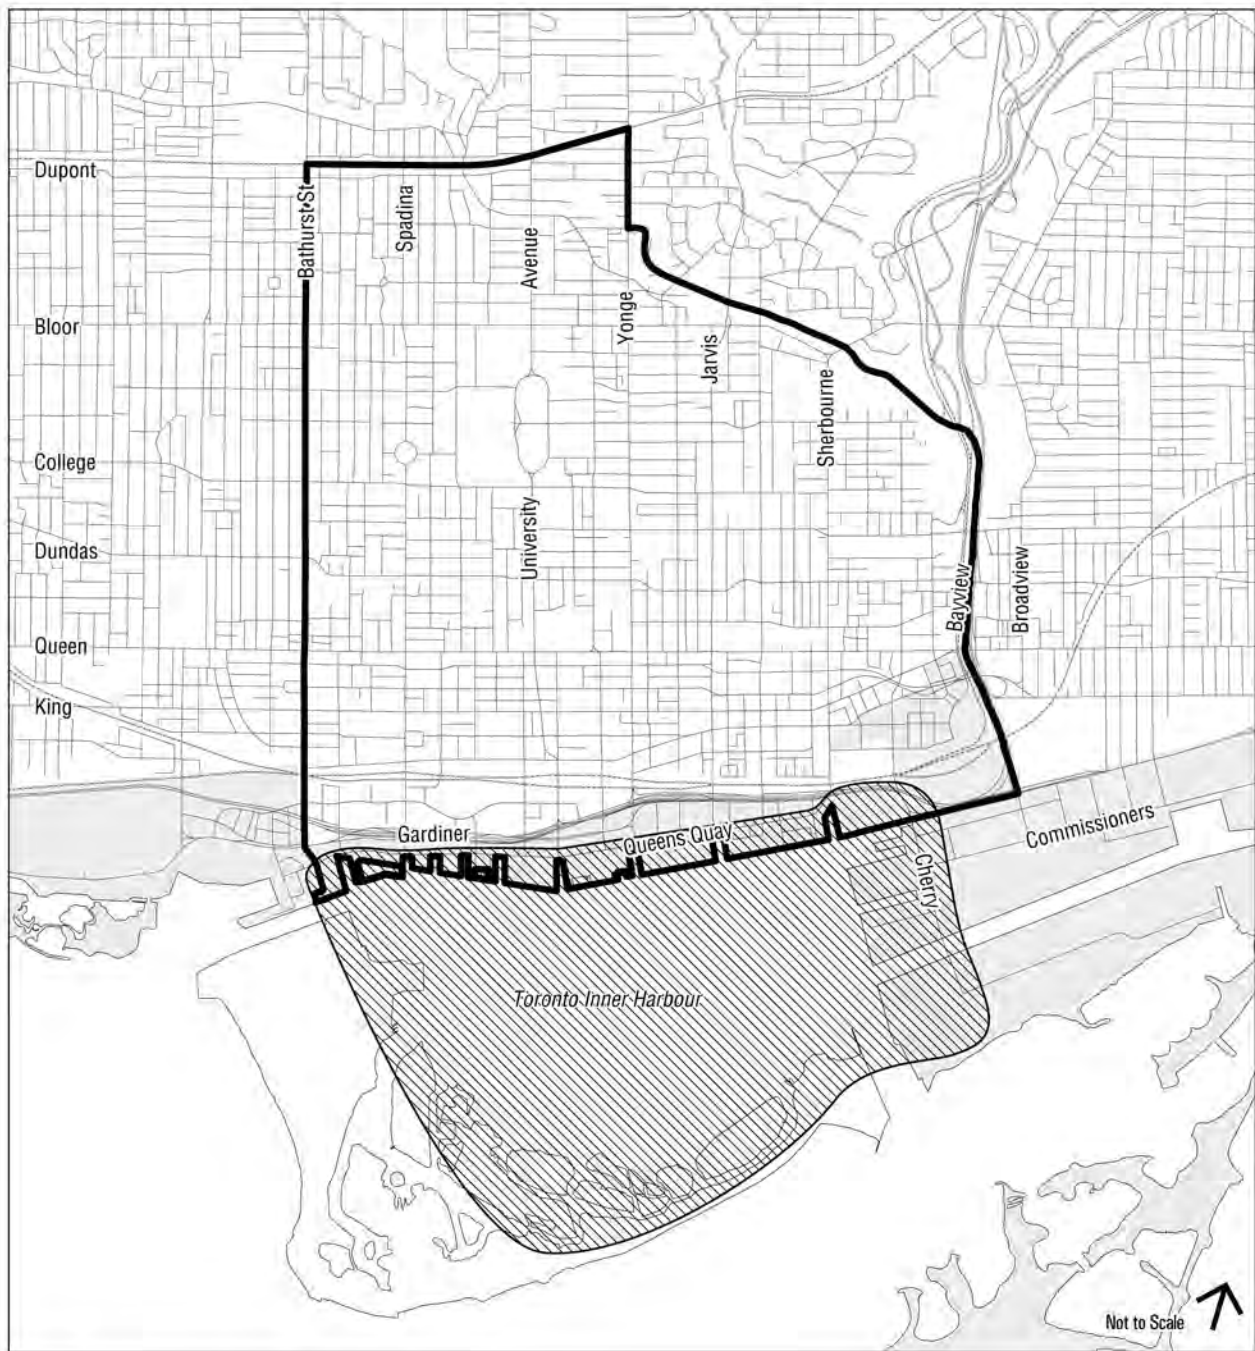 Dupont
Bathurst St
Spadina
Avenue
Yonge
Bloor
Jarvis
Sherbourne
College
University
Dundas
Bayview
Broadview
Queen
King
Gardiner
Queens Quay
Commissioners
Cherry
Toronto Inner Harbour
Not to Scale